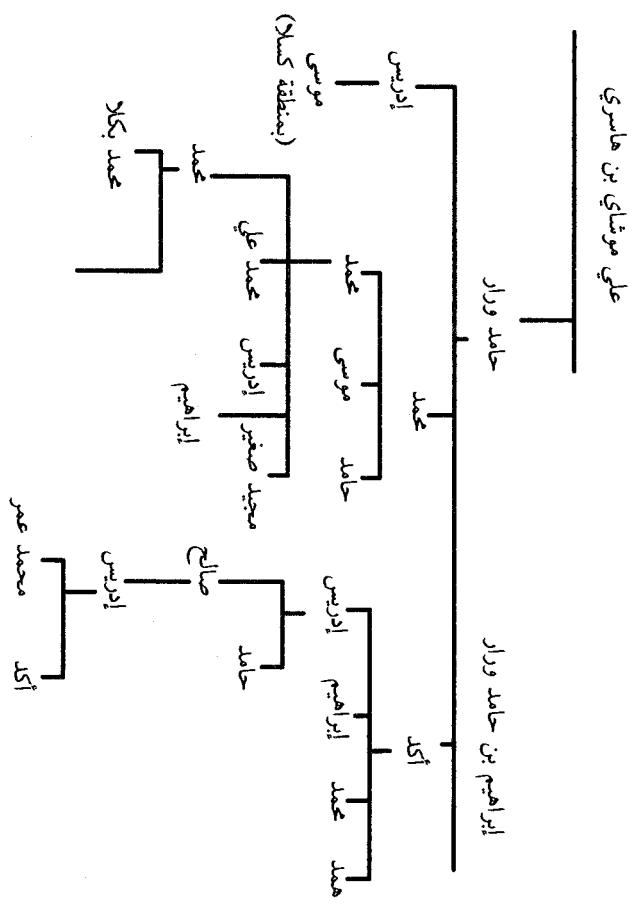 علي موشاي بن هاسري
حامد ورار
إبراهيم بن حامد ورار
إدريس
محمد
أكد
موسى
(بمنطقة كسلا)
محمد
موسى
حامد
إدريس
إبراهيم
محمد
همد
محمد
محمد علي
إدريس
إبراهيم
مجيد صغير
صالح
حامد
محمد بكلا
إدريس
محمد عمر
أكد